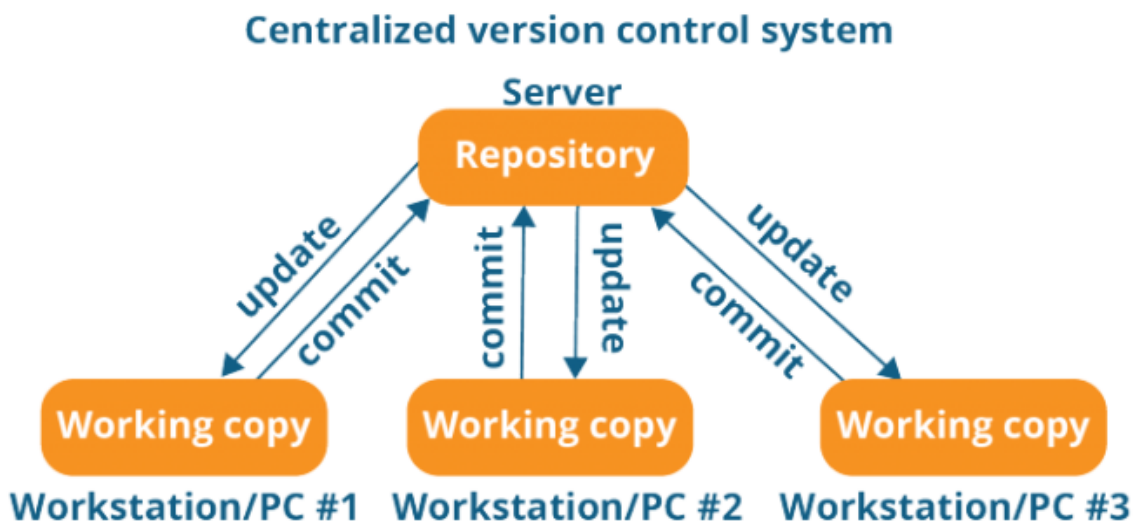 Centralized version control system
Server
Repository
update
commit
commit
update
update
commit
Working copy
Working copy
Working copy
Workstation/PC #1
Workstation/PC #2
Workstation/PC #3